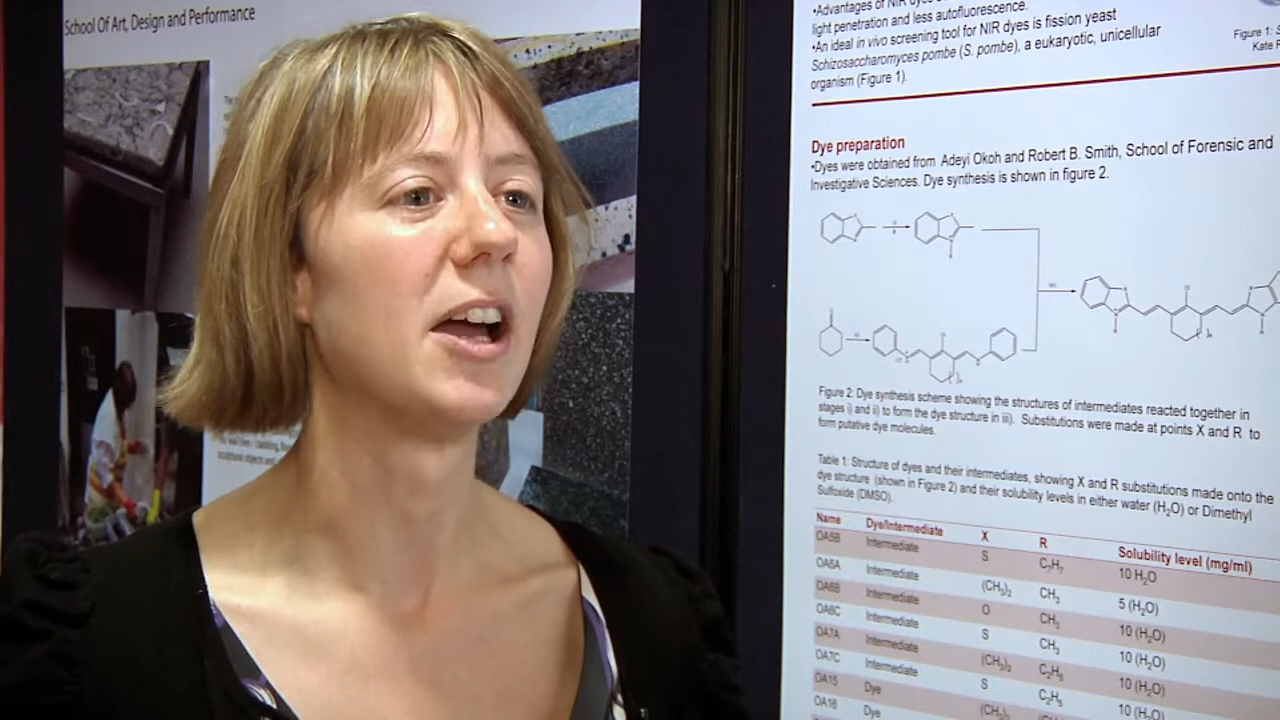 School Of Art, Design and Performance
•Advantages of NIR dyes
light penetration and less autofluorescence.
•An ideal in vivo screening tool for NIR dyes is fission yeast
Schizosaccharomyces pombe (S. pombe), a eukaryotic, unicellular
organism (Figure 1).
Figure 1: S
Kate
Dye preparation
•Dyes were obtained from Adeyi Okoh and Robert B. Smith, School of Forensic and
Investigative Sciences. Dye synthesis is shown in figure 2.
Figure 2: Dye synthesis scheme showing the structures of intermediates reacted together in
stages i) and ii) to form the dye structure in iii). Substitutions were made at points X and R to
form putative dye molecules.
Table 1: Structure of dyes and their intermediates, showing X and R substitutions made onto the
dye structure (shown in Figure 2) and their solubility levels in either water (H₂O) or Dimethyl
Sulfoxide (DMSO).
Name Dye/Intermediate X R Solubility level (mg/ml)
OA5B Intermediate S C₇H₇ 10 H₂O
OA6A Intermediate (CH₃)₂ CH₃ 5 (H₂O)
OA6B Intermediate O CH₃ 10 (H₂O)
OA6C Intermediate S CH₃ 10 (H₂O)
OA7A Intermediate (CH₃)₂ C₂H₅ 10 (H₂O)
OA7C Intermediate S C₂H₅ 10 (H₂O)
OA15 Dye (CH₃)₂
OA16 Dye